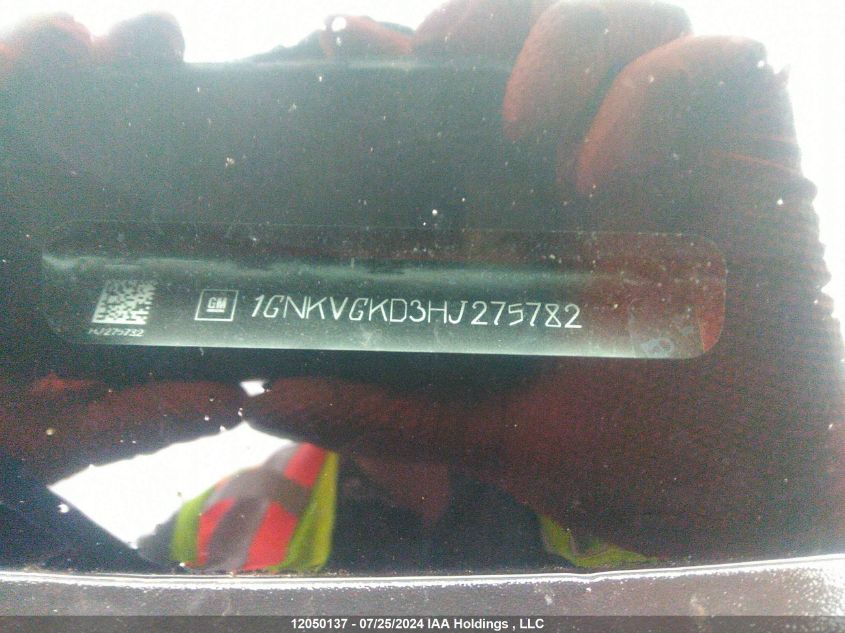 GM 1GNKVGKD3HJ275782
HJ275782
12050137 - 07/25/2024 IAA Holdings , LLC